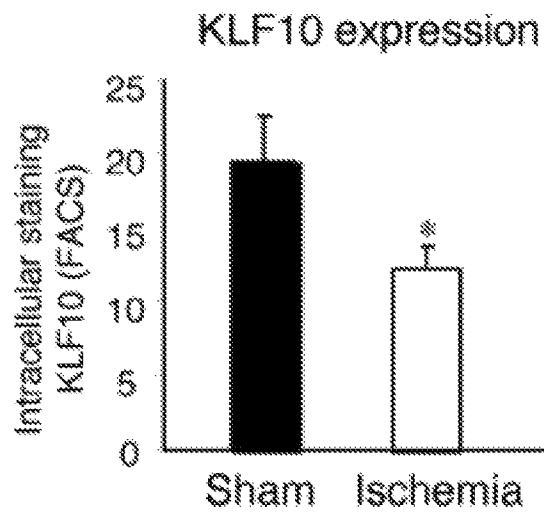 KLF10 expression
Intracellular staining
KLF10 (FACS)
25
20
15
10
5
0
*
Sham
Ischemia